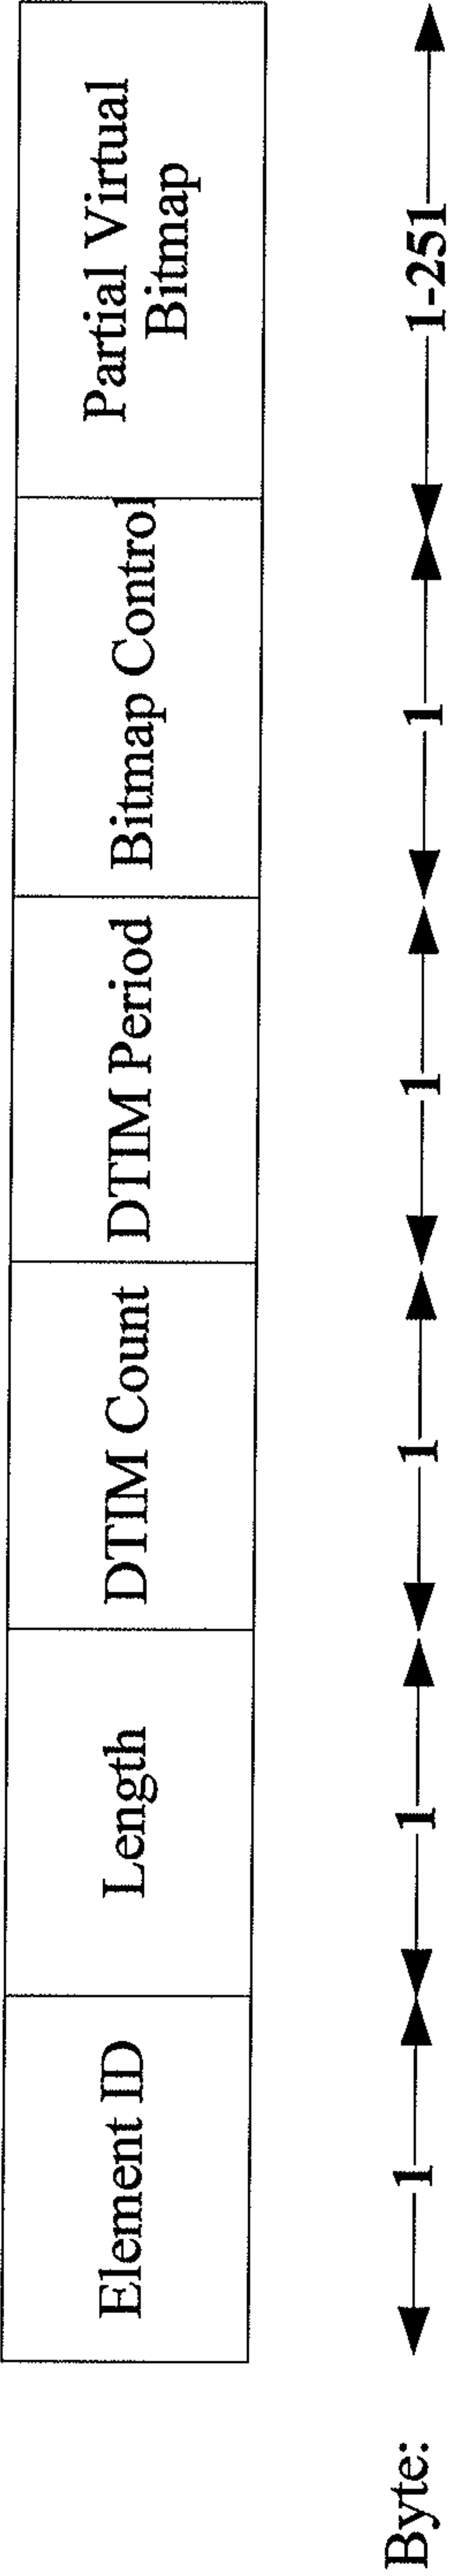 Element ID
Length
DTIM Count
DTIM Period
Bitmap Control
Partial Virtual
Bitmap
Byte:
1
1
1
1
1
1-251